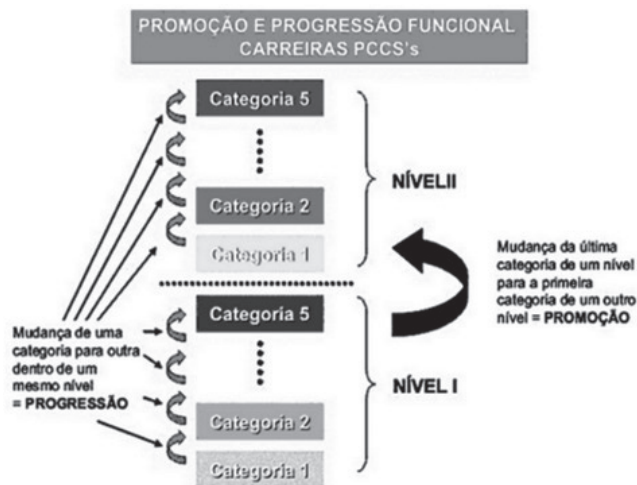 PROMOÇÃO E PROGRESSÃO FUNCIONAL
CARREIRAS PCCS's
Categoria 5
Categoria 2
Categoria 1
NÍVELII
Categoria 5
Categoria 2
Categoria 1
NÍVEL I
Mudança de uma
categoria para outra
dentro de um
mesmo nível
= PROGRESSÃO
Mudança da última
categoria de um nível
para a primeira
categoria de um outro
nível = PROMOÇÃO